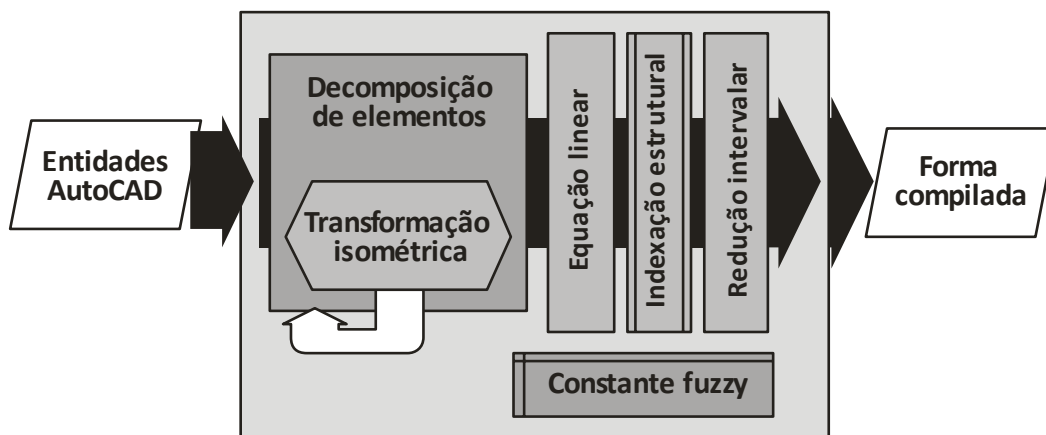 Entidades
AutoCAD
Decomposição
de elementos
Transformação
isométrica
Equação linear
Indexação estrutural
Redução intervalar
Constante fuzzy
Forma
compilada